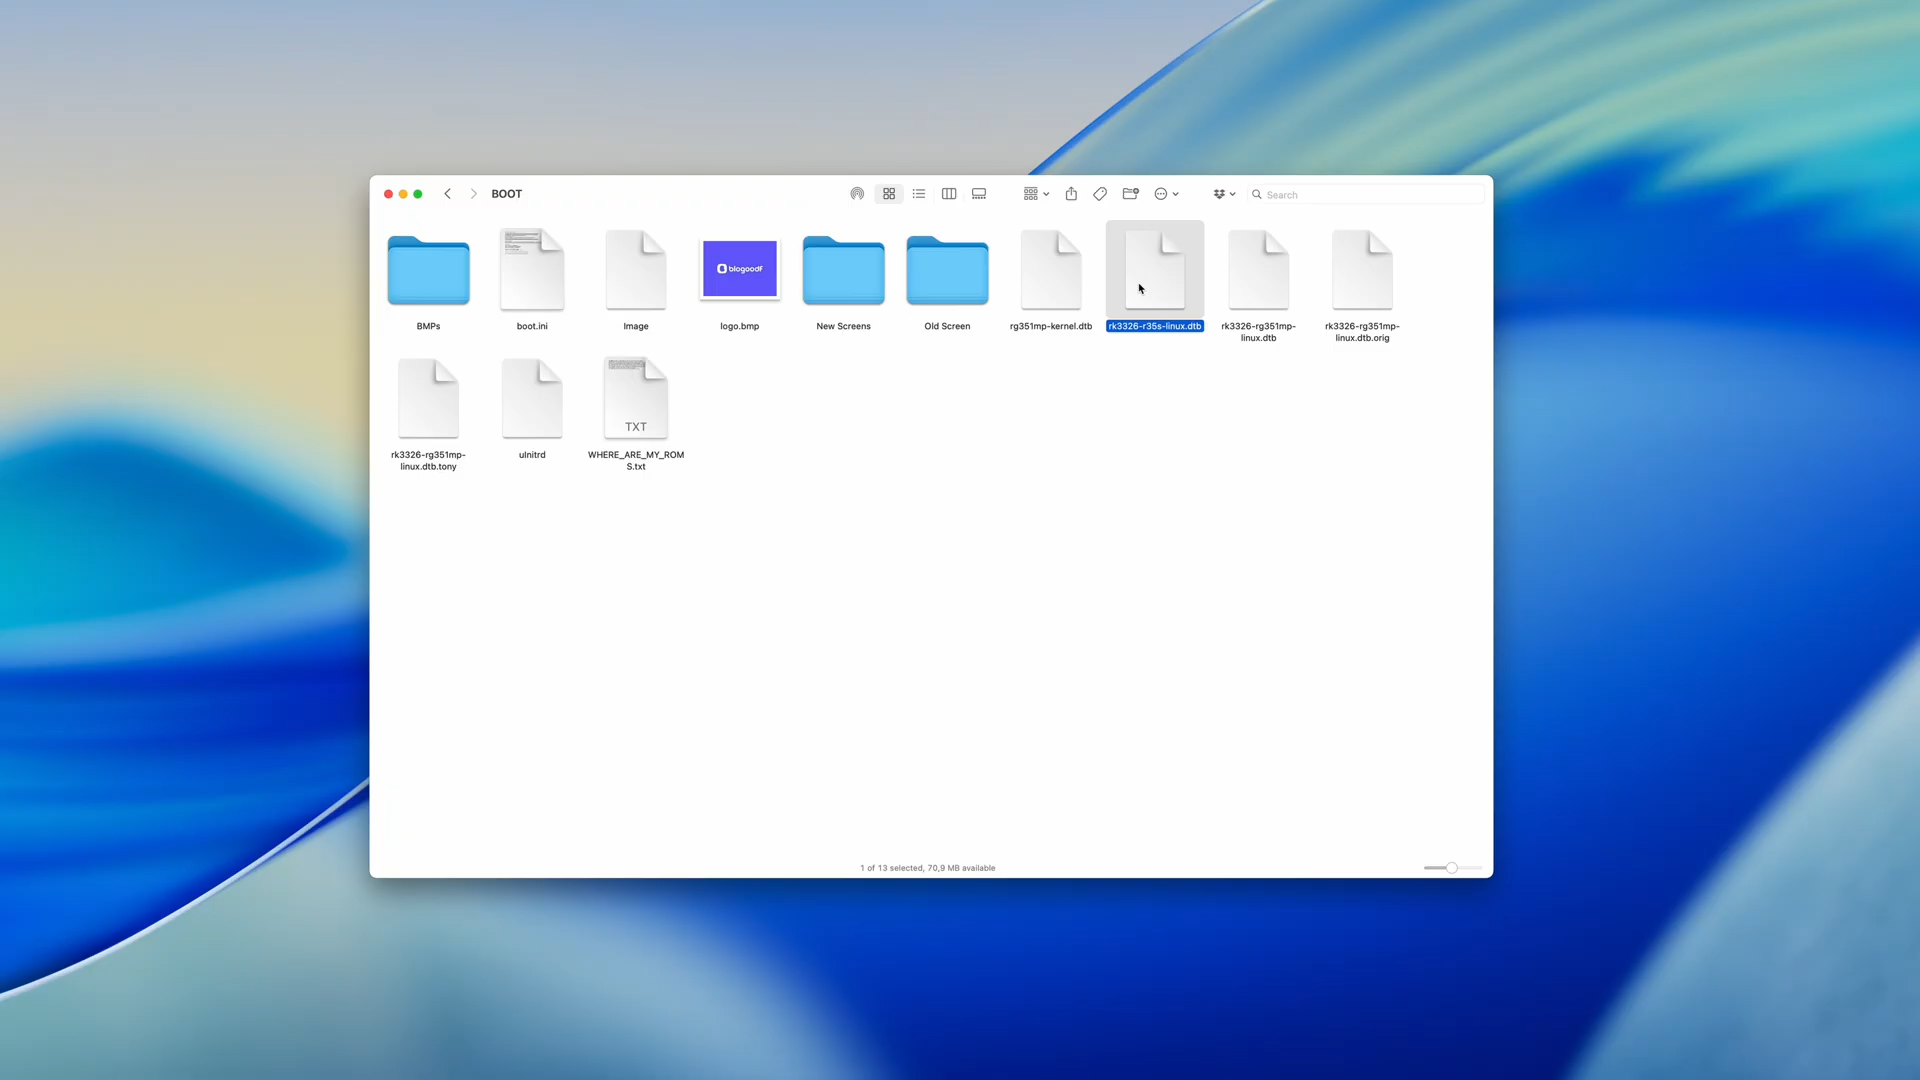 BOOT
Search
blogoodf
BMPs
boot.ini
Image
logo.bmp
New Screens
Old Screen
rg351mp-kernel.dtb
rk3326-r35s-linux.dtb
rk3326-rg351mp-
linux.dtb
rk3326-rg351mp-
linux.dtb.orig
TXT
rk3326-rg351mp-
linux.dtb.tony
uInitrd
WHERE_ARE_MY_ROM
S.txt
1 of 13 selected, 70,9 MB available